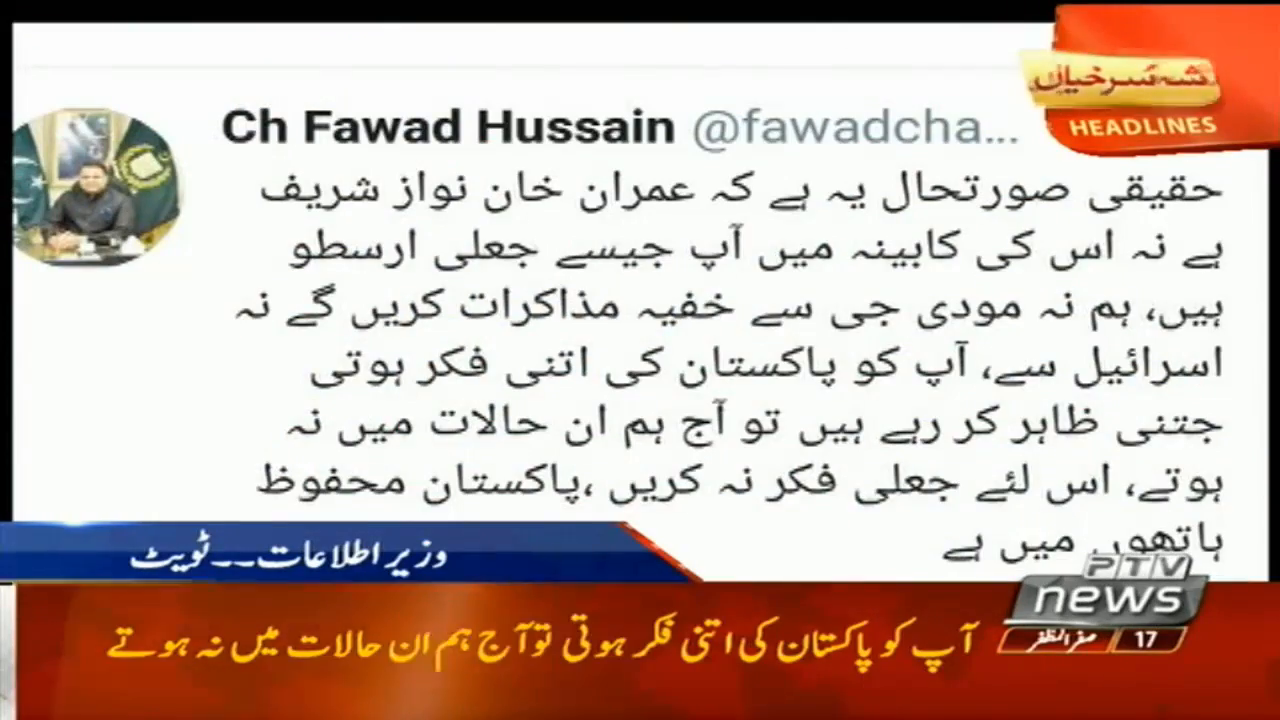 شہ سرخیاں
HEADLINES
Ch Fawad Hussain @fawadcha...
حقیقی صورتحال یہ ہے کہ عمران خان نواز شریف
ہے نہ اس کی کابینہ میں آپ جیسے جعلی ارسطو
ہیں، ہم نہ مودی جی سے خفیہ مذاکرات کریں گے نہ
اسرائیل سے، آپ کو پاکستان کی اتنی فکر ہوتی
جتنی ظاہر کر رہے ہیں تو آج ہم ان حالات میں نہ
ہوتے، اس لئے جعلی فکر نہ کریں ،پاکستان محفوظ
ہاتھوں میں ہے
وزیر اطلاعات۔۔ٹویٹ
PTV
news
آپ کو پاکستان کی اتنی فکر ہوتی تو آج ہم ان حالات میں نہ ہوتے
17 صفر المظفر